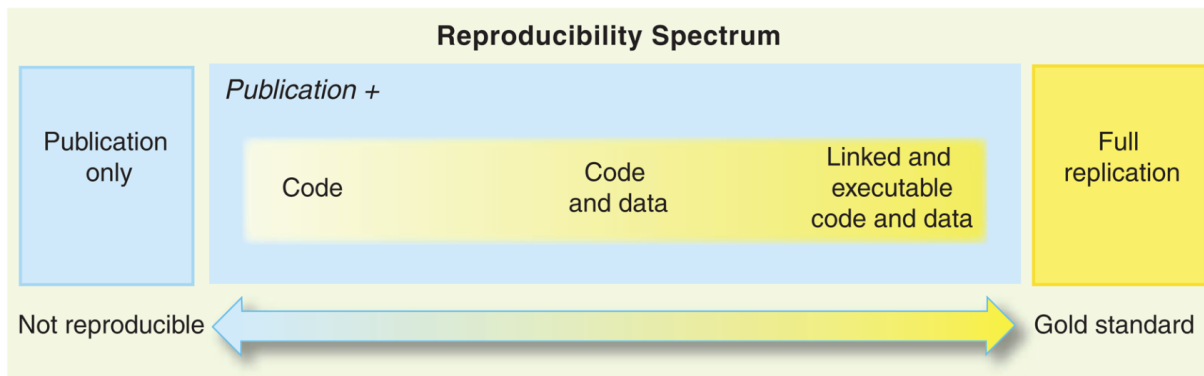 Reproducibility Spectrum
Publication
only
Publication +
Code
Code
and data
Linked and
executable
code and data
Full
replication
Not reproducible
Gold standard